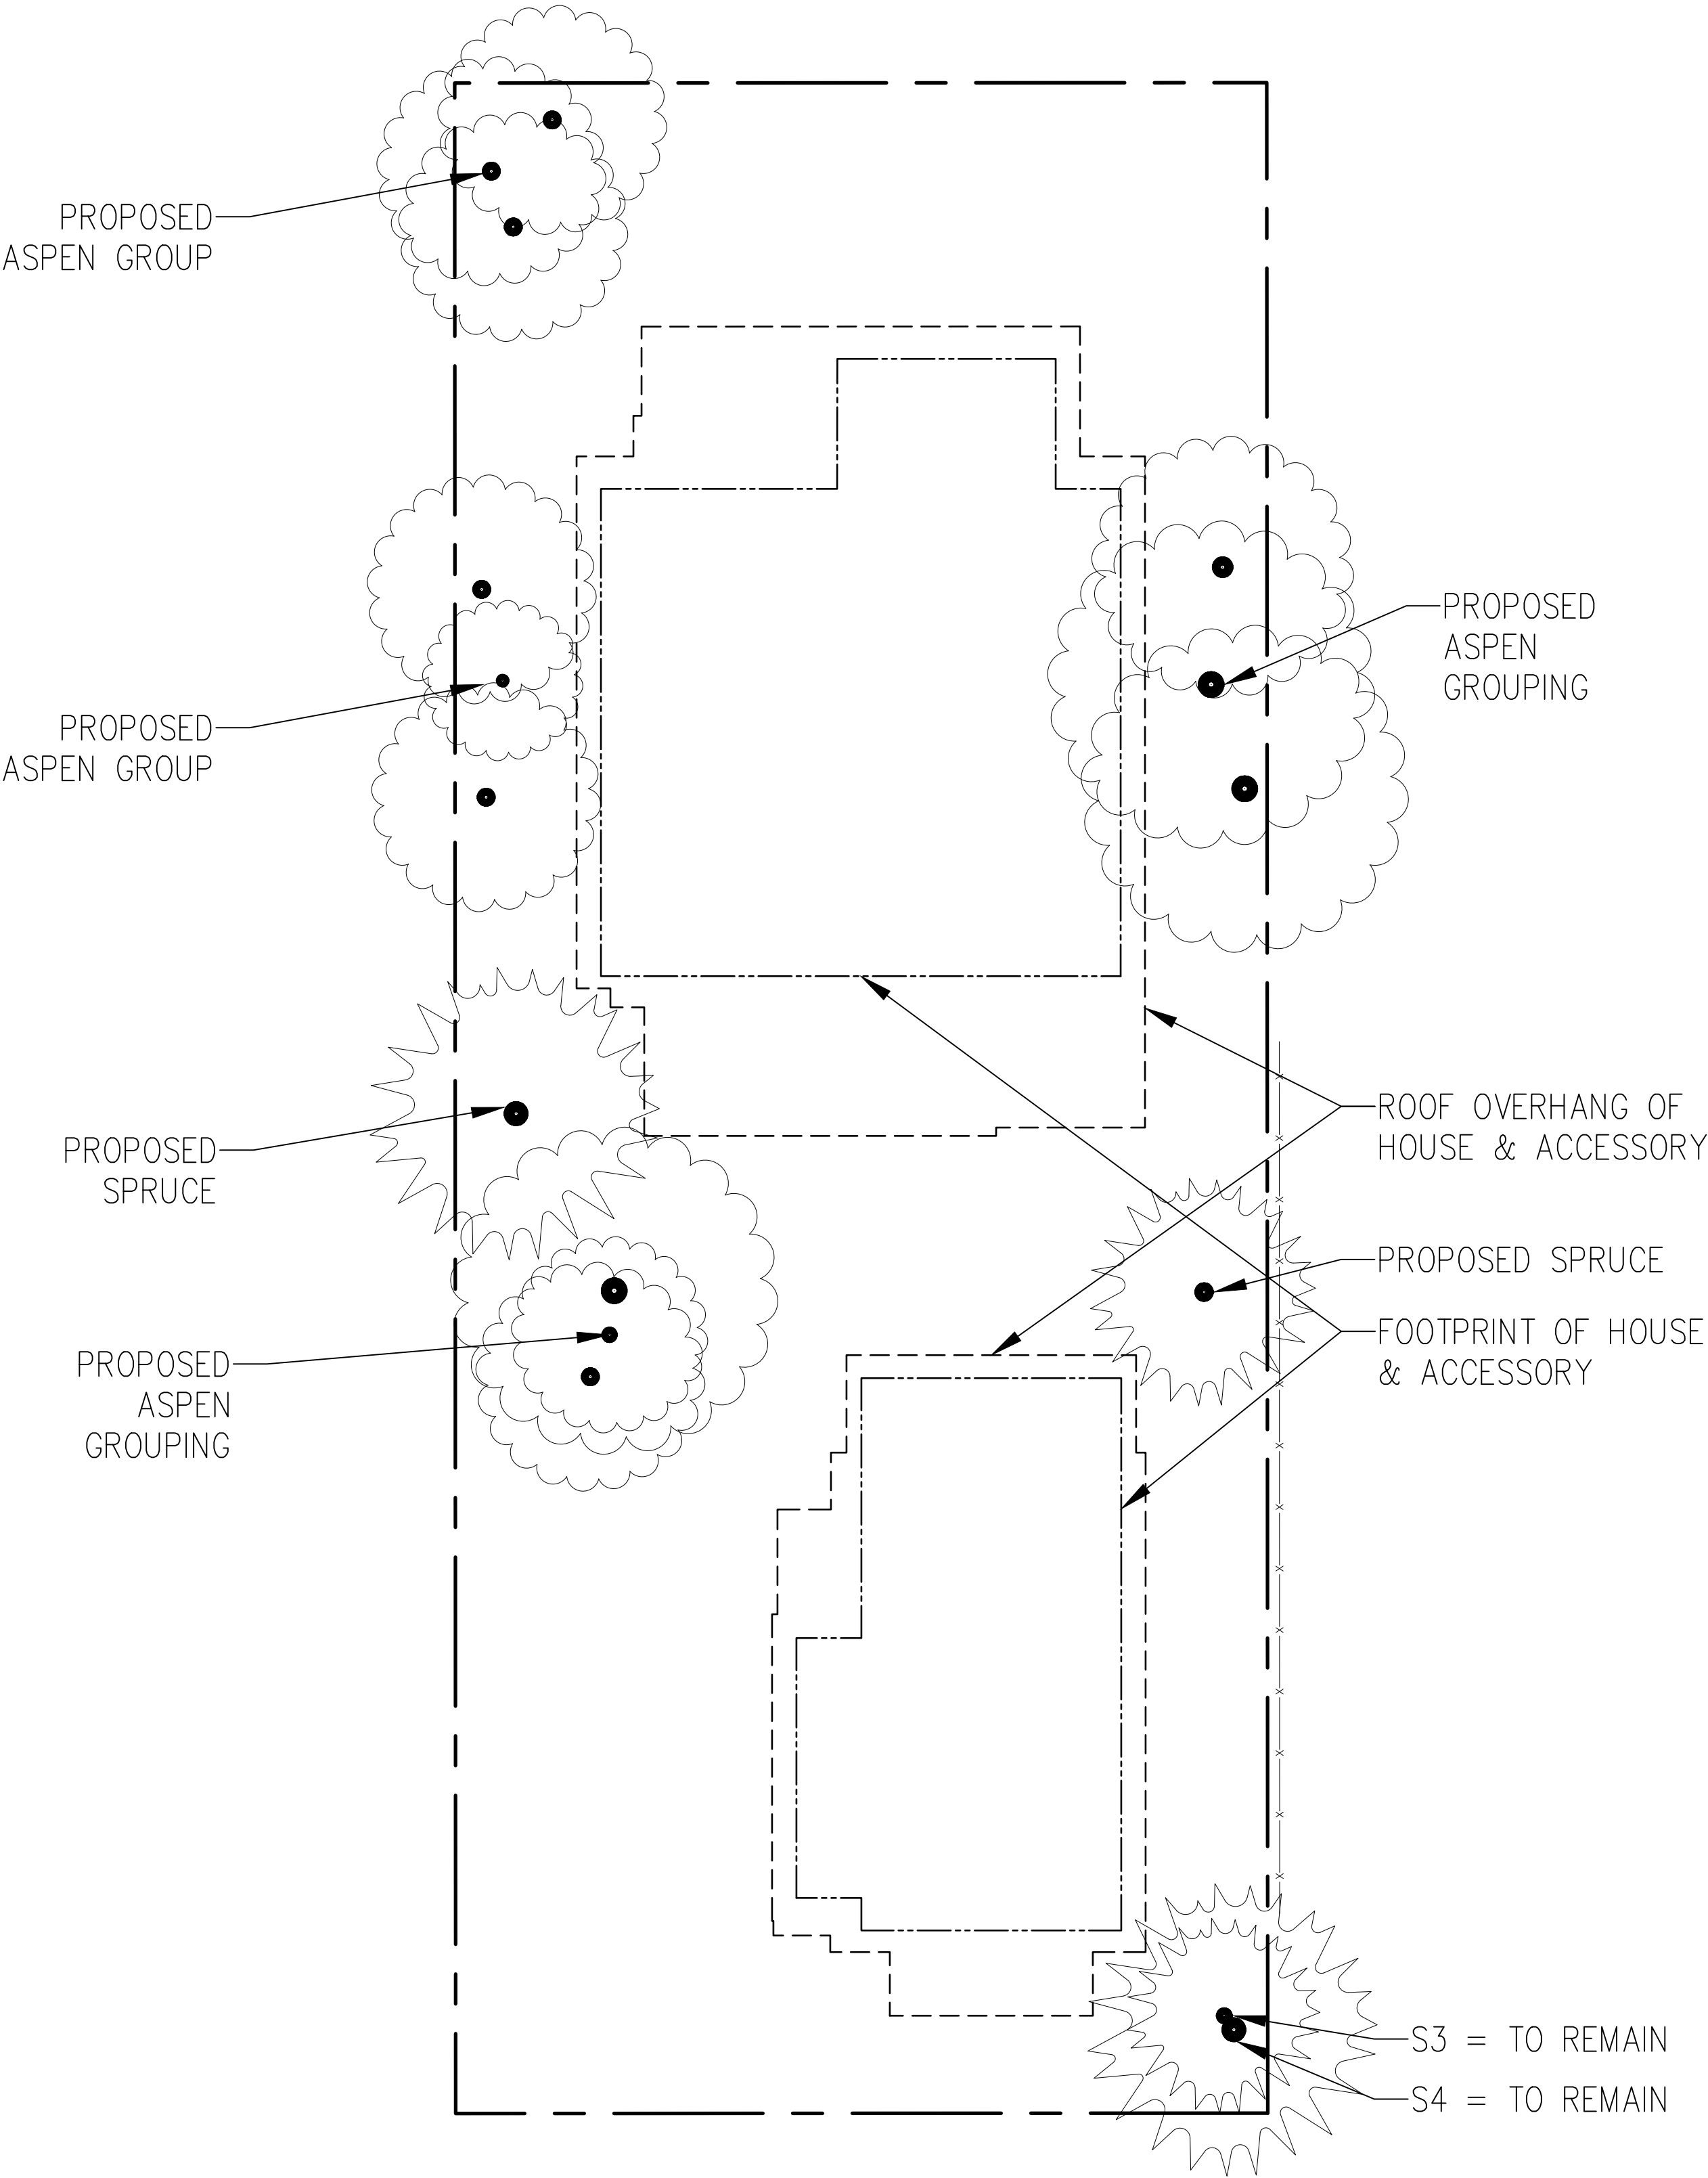 PROPOSED
ASPEN GROUP
PROPOSED
ASPEN
GROUPING
PROPOSED
ASPEN GROUP
ROOF OVERHANG OF
HOUSE & ACCESSORY
PROPOSED
SPRUCE
PROPOSED SPRUCE
FOOTPRINT OF HOUSE
& ACCESSORY
PROPOSED
ASPEN
GROUPING
S3 = TO REMAIN
S4 = TO REMAIN